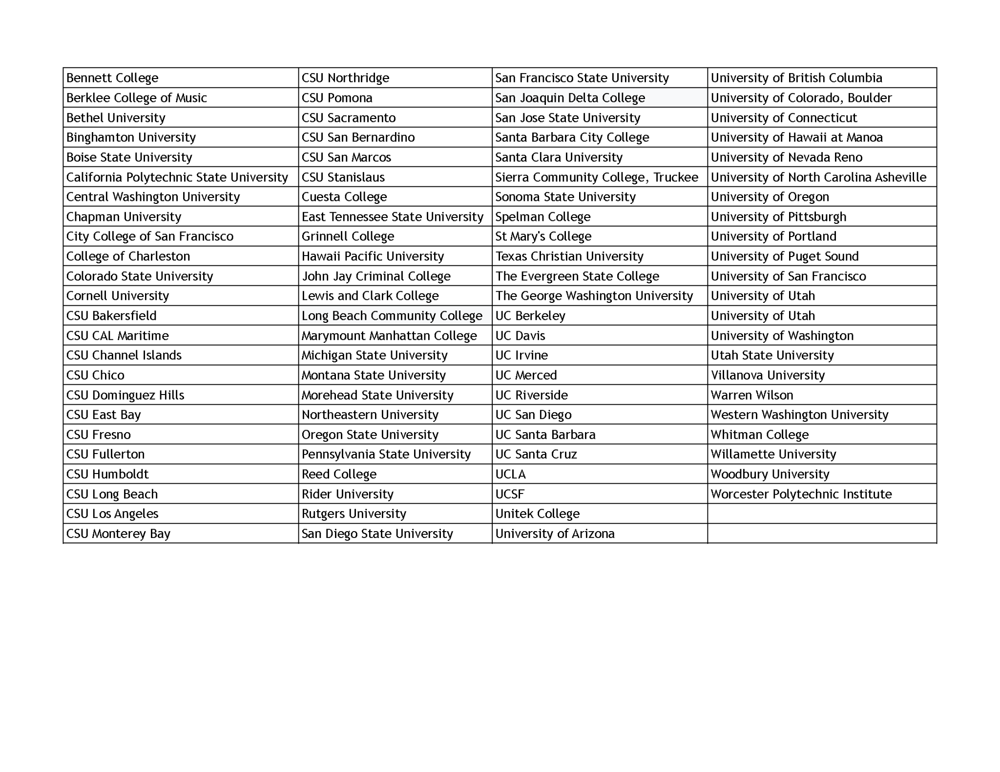 Bennett College CSU Northridge San Francisco State University University of British Columbia
Berklee College of Music CSU Pomona San Joaquin Delta College University of Colorado, Boulder
Bethel University CSU Sacramento San Jose State University University of Connecticut
Binghamton University CSU San Bernardino Santa Barbara City College University of Hawaii at Manoa
Boise State University CSU San Marcos Santa Clara University University of Nevada Reno
California Polytechnic State University CSU Stanislaus Sierra Community College, Truckee University of North Carolina Asheville
Central Washington University Cuesta College Sonoma State University University of Oregon
Chapman University East Tennessee State University Spelman College University of Pittsburgh
City College of San Francisco Grinnell College St Mary's College University of Portland
College of Charleston Hawaii Pacific University Texas Christian University University of Puget Sound
Colorado State University John Jay Criminal College The Evergreen State College University of San Francisco
Cornell University Lewis and Clark College The George Washington University University of Utah
CSU Bakersfield Long Beach Community College UC Berkeley University of Utah
CSU CAL Maritime Marymount Manhattan College UC Davis University of Washington
CSU Channel Islands Michigan State University UC Irvine Utah State University
CSU Chico Montana State University UC Merced Villanova University
CSU Dominguez Hills Morehead State University UC Riverside Warren Wilson
CSU East Bay Northeastern University UC San Diego Western Washington University
CSU Fresno Oregon State University UC Santa Barbara Whitman College
CSU Fullerton Pennsylvania State University UC Santa Cruz Willamette University
CSU Humboldt Reed College UCLA Woodbury University
CSU Long Beach Rider University UCSF Worcester Polytechnic Institute
CSU Los Angeles Rutgers University Unitek College
CSU Monterey Bay San Diego State University University of Arizona